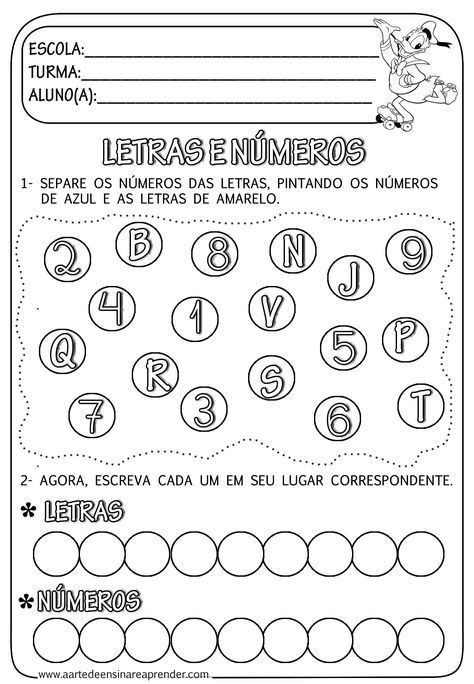 ESCOLA:
TURMA:
ALUNO(A):
LETRAS E NÚMEROS
1- SEPARE OS NÚMEROS DAS LETRAS, PINTANDO OS NÚMEROS
DE AZUL E AS LETRAS DE AMARELO.
2 B 8 N J 9
4 1 V
Q R S 5 P
7 3 6 T
2- AGORA, ESCREVA CADA UM EM SEU LUGAR CORRESPONDENTE.
* LETRAS
* NÚMEROS
www.aartedeensinareaprender.com